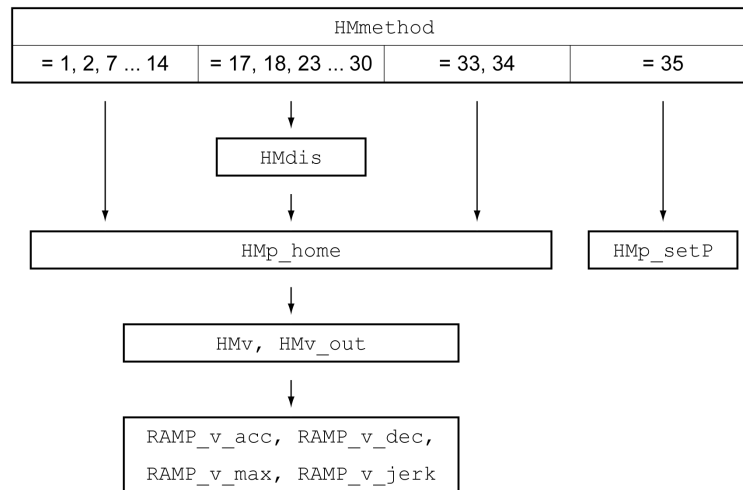 HMmethod
= 1, 2, 7 ... 14
= 17, 18, 23 ... 30
= 33, 34
= 35
HMdis
HMp_home
HMp_setP
HMv, HMv_out
RAMP_v_acc, RAMP_v_dec,
RAMP_v_max, RAMP_v_jerk